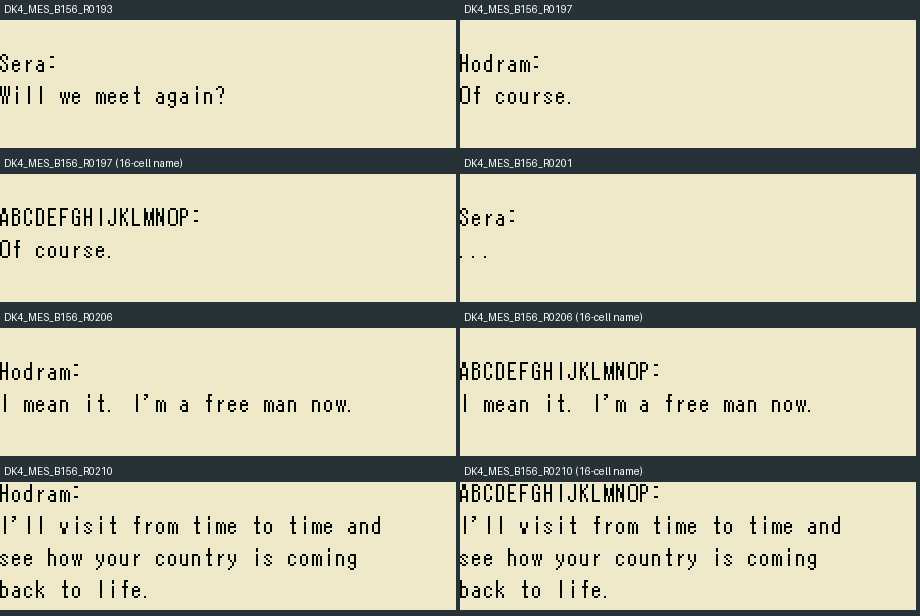 DK4_MES_B156_R0193
Sera:
Will we meet again?
DK4_MES_B156_R0197
Hodram:
Of course.
DK4_MES_B156_R0197 (16-cell name)
ABCDEFGHIJKLMNOP:
Of course.
DK4_MES_B156_R0201
Sera:
...
DK4_MES_B156_R0206
Hodram:
I mean it. I'm a free man now.
DK4_MES_B156_R0206 (16-cell name)
ABCDEFGHIJKLMNOP:
I mean it. I'm a free man now.
DK4_MES_B156_R0210
Hodram:
I'll visit from time to time and
see how your country is coming
back to life.
DK4_MES_B156_R0210 (16-cell name)
ABCDEFGHIJKLMNOP:
I'll visit from time to time and
see how your country is coming
back to life.